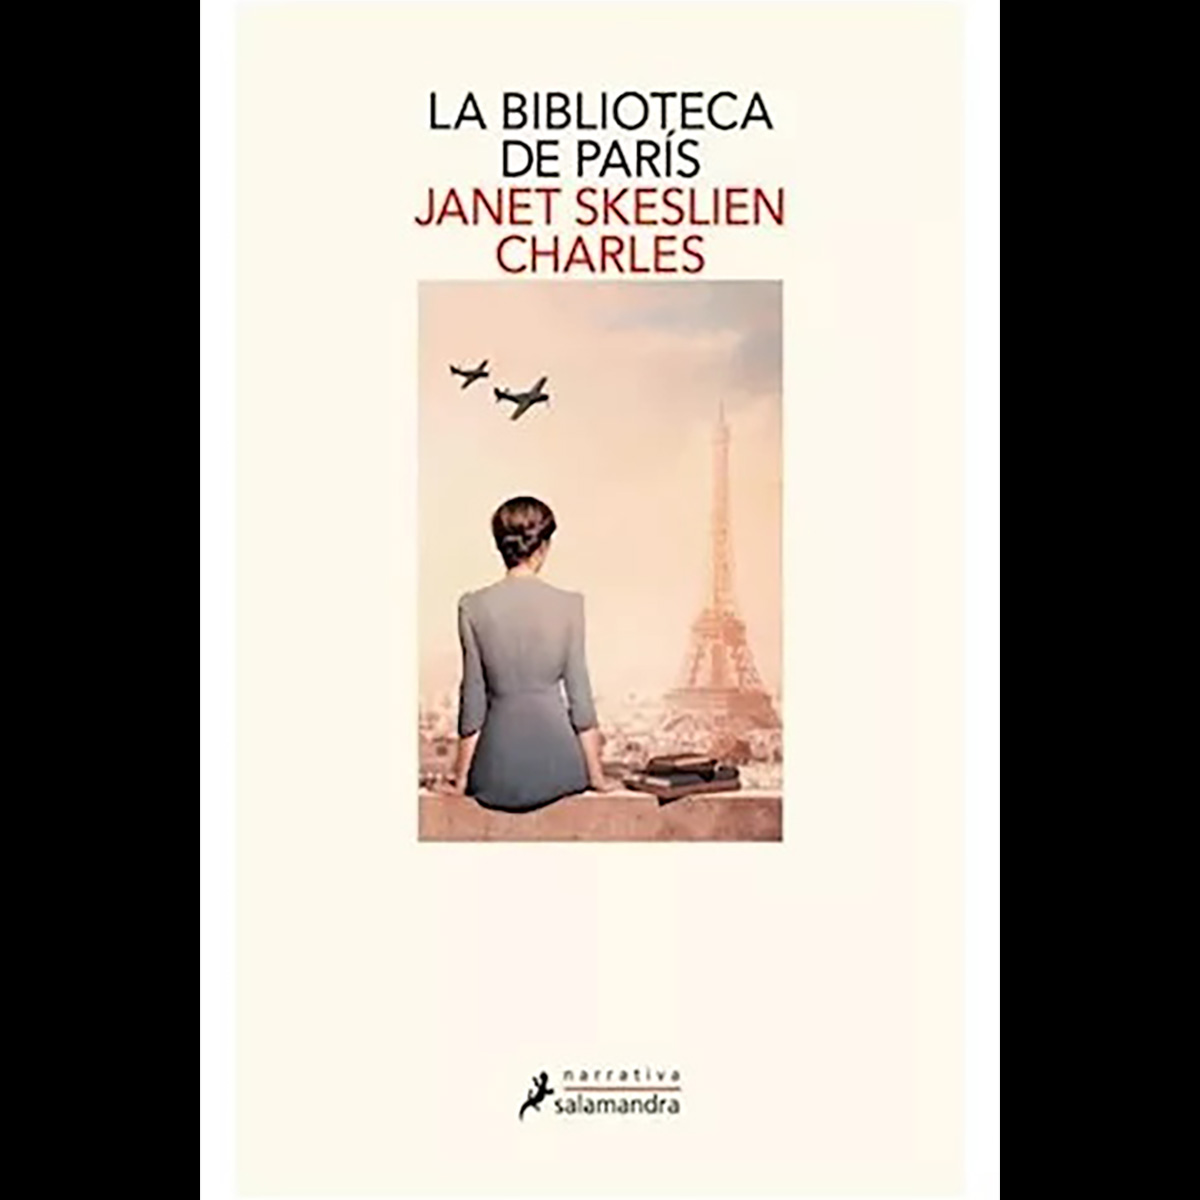 LA BIBLIOTECA
DE PARÍS
JANET SKESLIEN
CHARLES
narrativa
salamandra